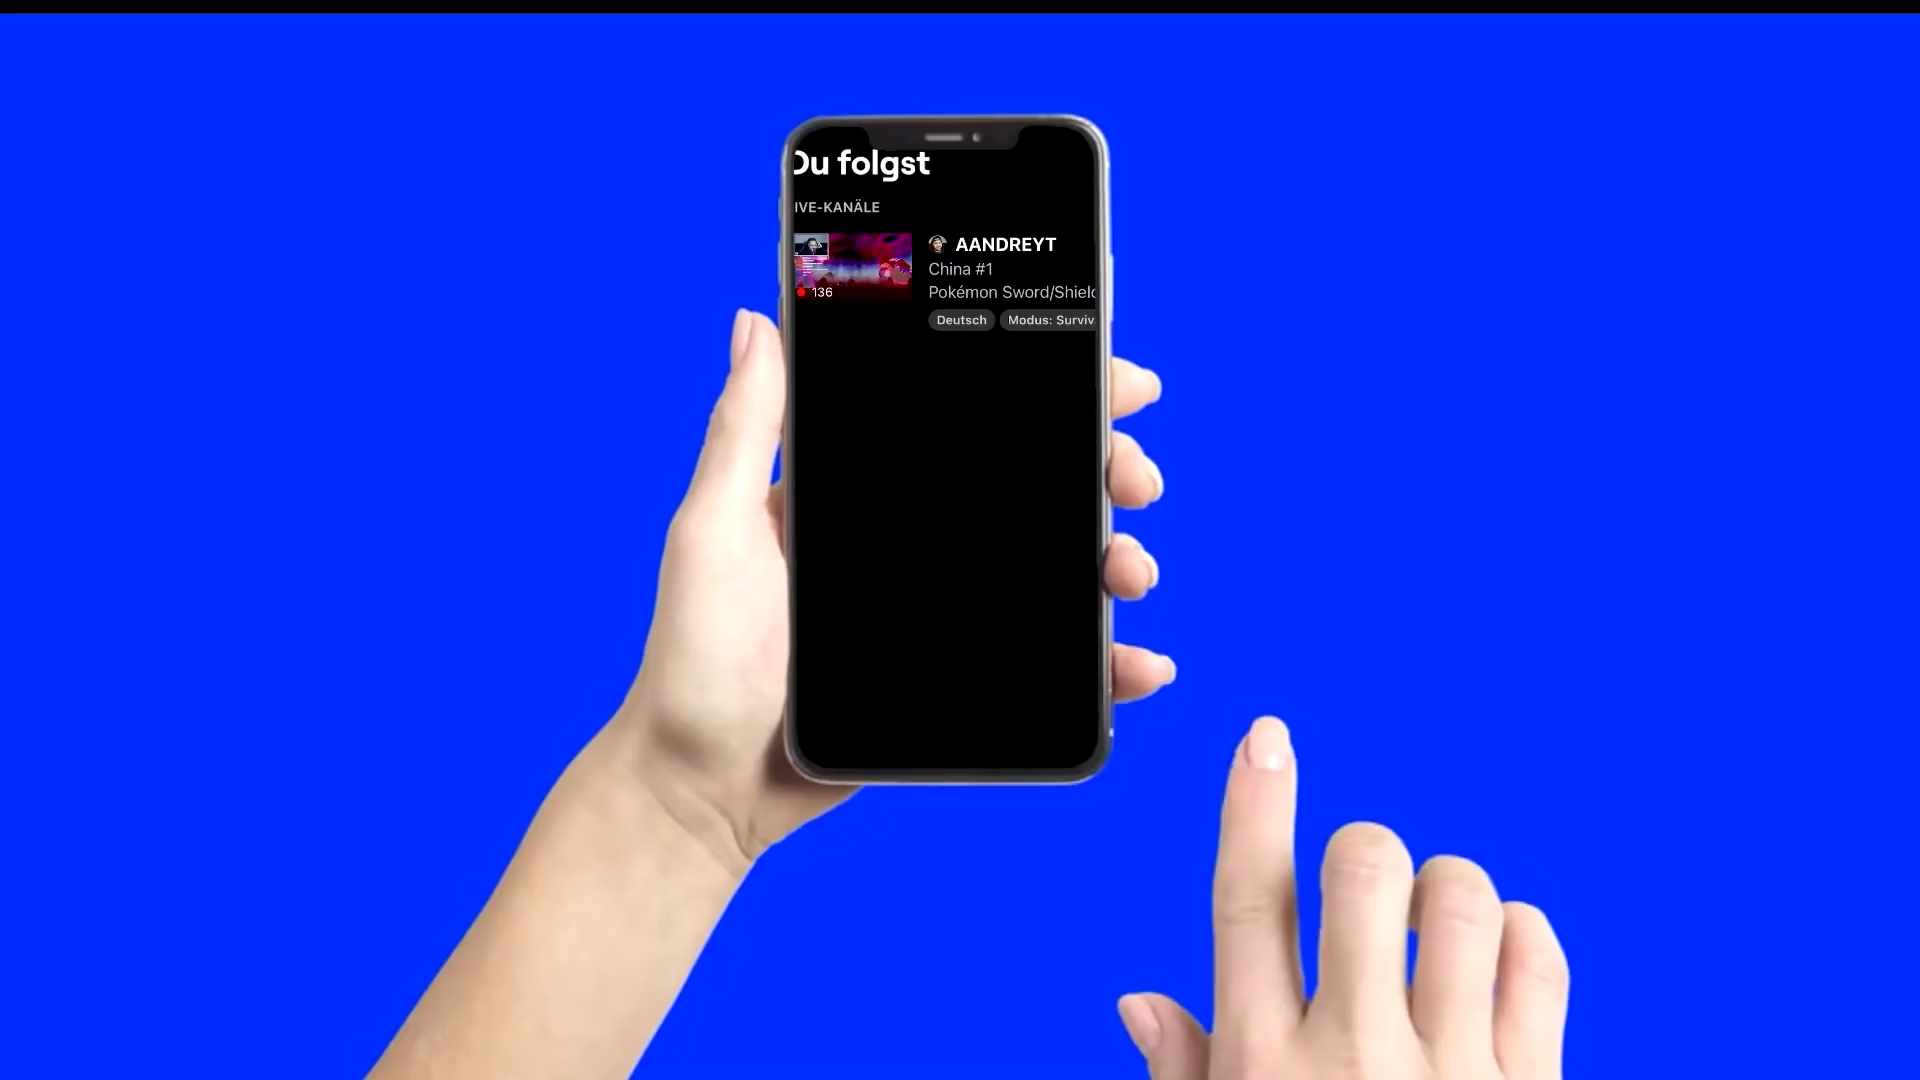 Du folgst
IVE-KANÄLE
AANDREYT
China #1
136
Pokémon Sword/Shield
Deutsch
Modus: Surviv